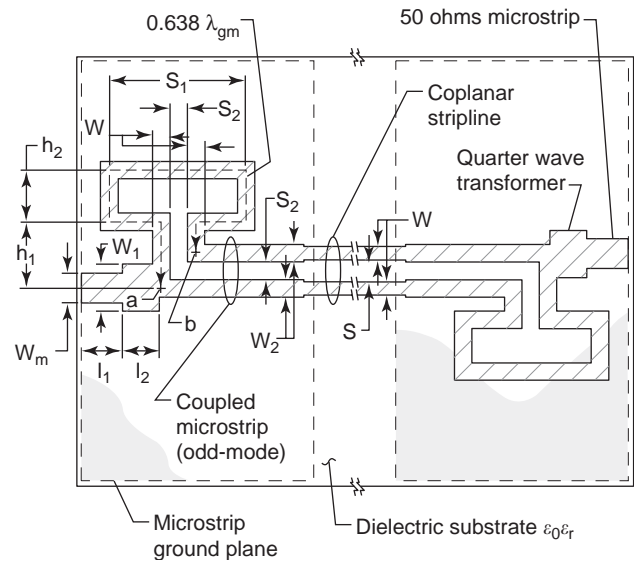 0.638 λgm
50 ohms microstrip
S1
S2
W
Coplanar
stripline
h2
Quarter wave
transformer
S2
W
h1
W1
a
b
Wm
W2
S
l1
l2
Coupled
microstrip
(odd-mode)
Microstrip
ground plane
Dielectric substrate ε0εr